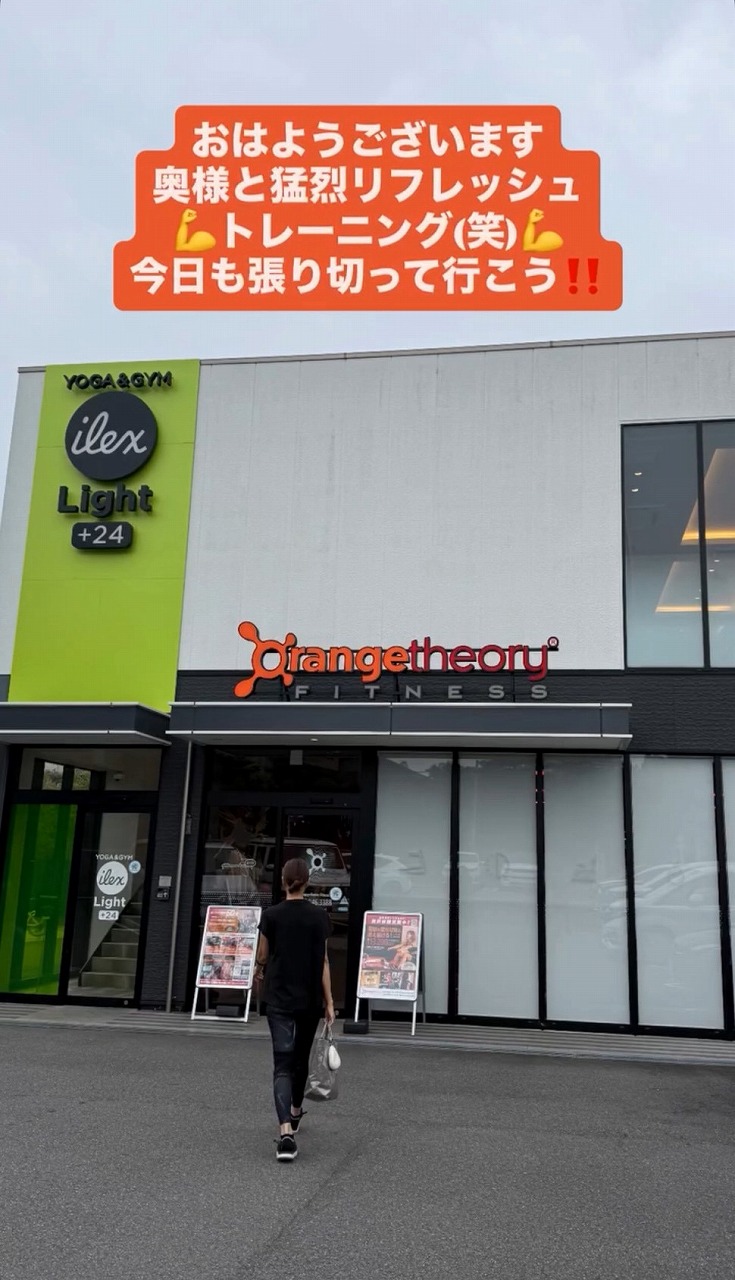 おはようございます
奥様と猛烈リフレッシュ
💪トレーニング(笑)💪
今日も張り切って行こう‼️
YOGA&GYM
ilex
Light
+24
Orangetheory®
FITNESS
YOGA&GYM
ilex
Light
+24